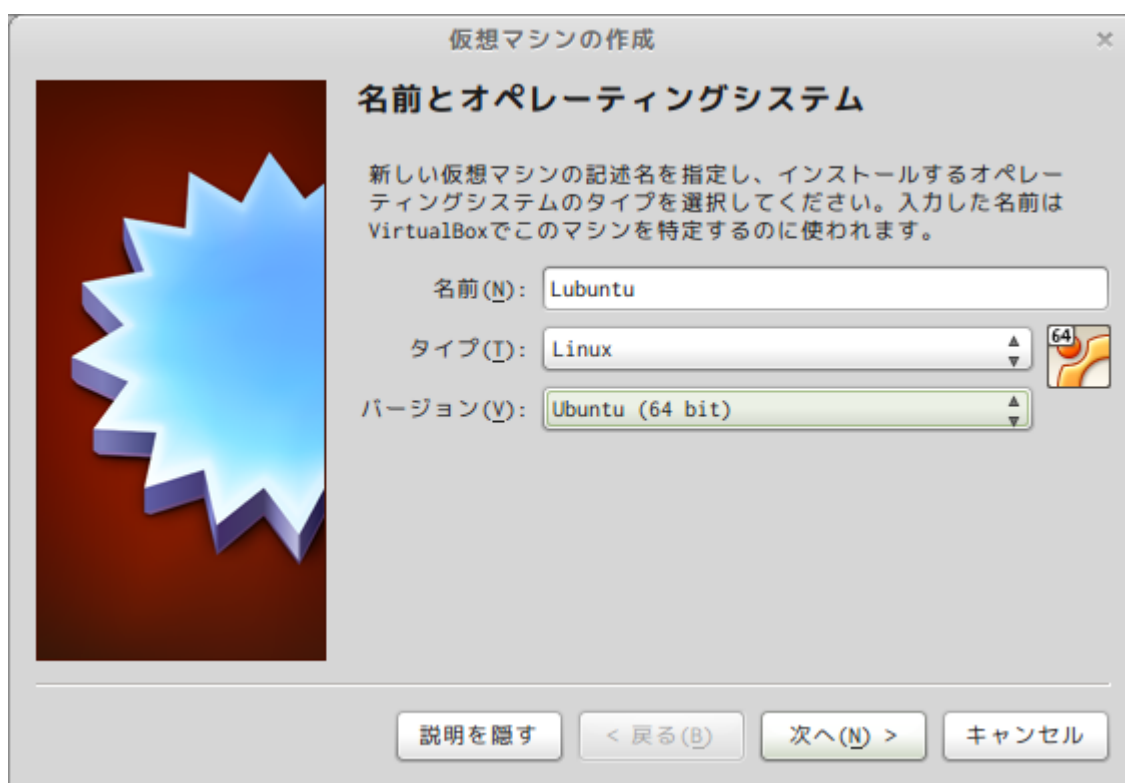 仮想マシンの作成
名前とオペレーティングシステム
新しい仮想マシンの記述名を指定し、インストールするオペレー
ティングシステムのタイプを選択してください。入力した名前は
VirtualBoxでこのマシンを特定するのに使われます。
名前(N): Lubuntu
タイプ(T): Linux
64
バージョン(V): Ubuntu (64 bit)
説明を隠す < 戻る(B) 次へ(N) > キャンセル